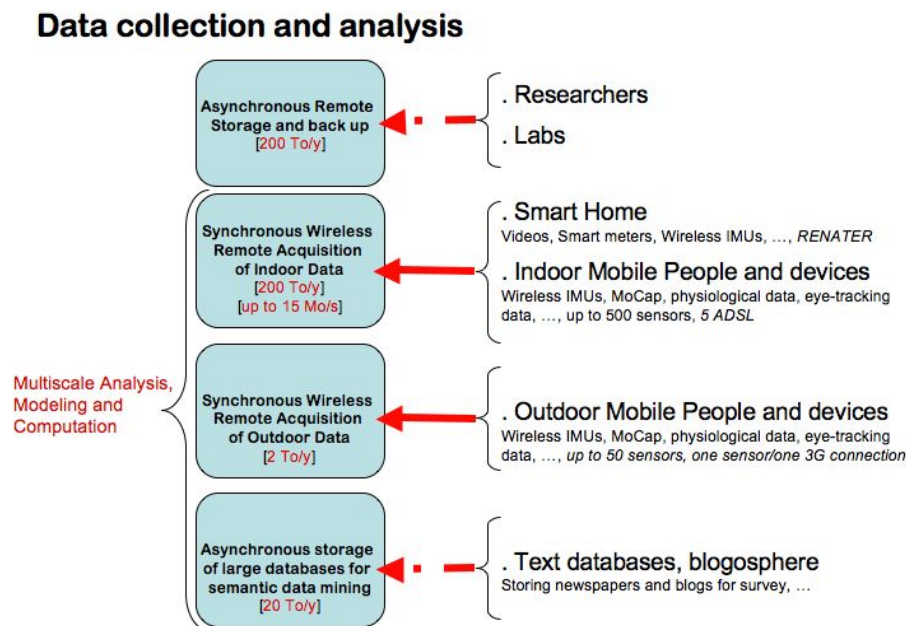 Data collection and analysis
Asynchronous Remote
Storage and back up
[200 To/y]
. Researchers
. Labs
Synchronous Wireless
Remote Acquisition
of Indoor Data
[200 To/y]
[up to 15 Mo/s]
. Smart Home
Videos, Smart meters, Wireless IMUs, …, RENATER
. Indoor Mobile People and devices
Wireless IMUs, MoCap, physiological data, eye-tracking
data, …, up to 500 sensors, 5 ADSL
Multiscale Analysis,
Modeling and
Computation
Synchronous Wireless
Remote Acquisition
of Outdoor Data
[2 To/y]
. Outdoor Mobile People and devices
Wireless IMUs, MoCap, physiological data, eye-tracking
data, …, up to 50 sensors, one sensor/one 3G connection
Asynchronous storage
of large databases for
semantic data mining
[20 To/y]
. Text databases, blogosphere
Storing newspapers and blogs for survey, …